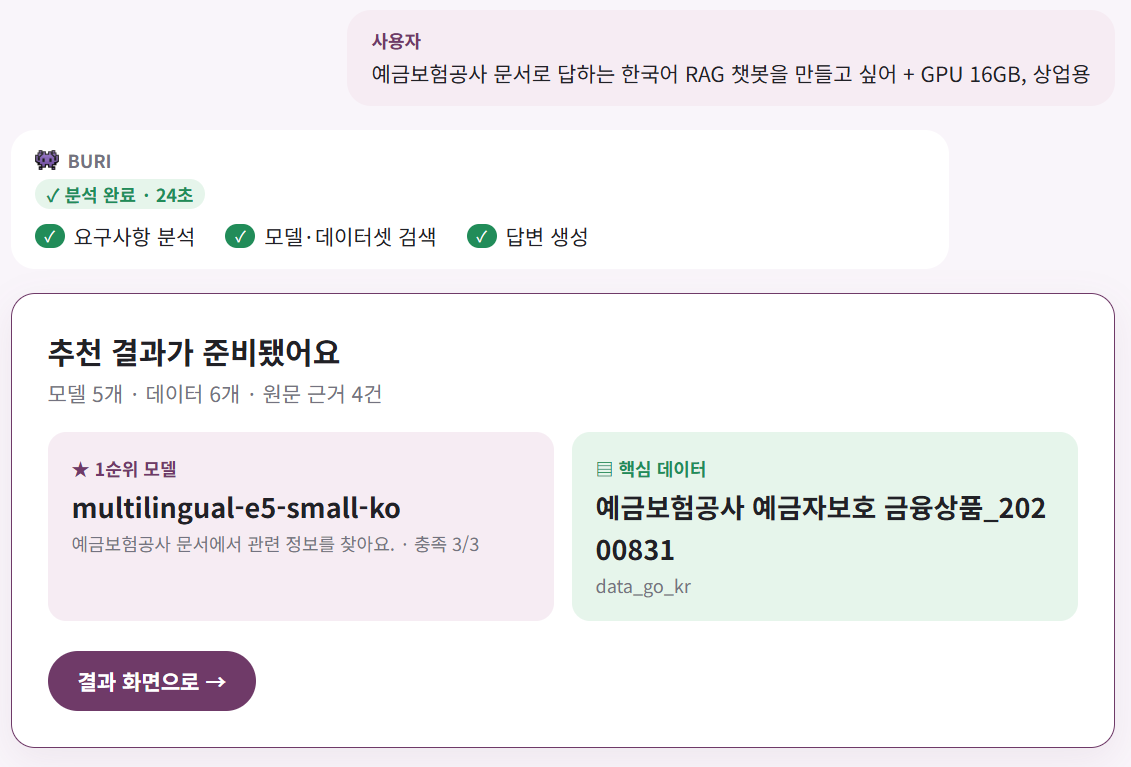 사용자
예금보험공사 문서로 답하는 한국어 RAG 챗봇을 만들고 싶어 + GPU 16GB, 상업용
BURI
✓ 분석 완료 · 24초
✓ 요구사항 분석 ✓ 모델·데이터셋 검색 ✓ 답변 생성
추천 결과가 준비됐어요
모델 5개 · 데이터 6개 · 원문 근거 4건
★ 1순위 모델
multilingual-e5-small-ko
예금보험공사 문서에서 관련 정보를 찾아요. · 충족 3/3
▤ 핵심 데이터
예금보험공사 예금자보호 금융상품_202
00831
data_go_kr
결과 화면으로 →